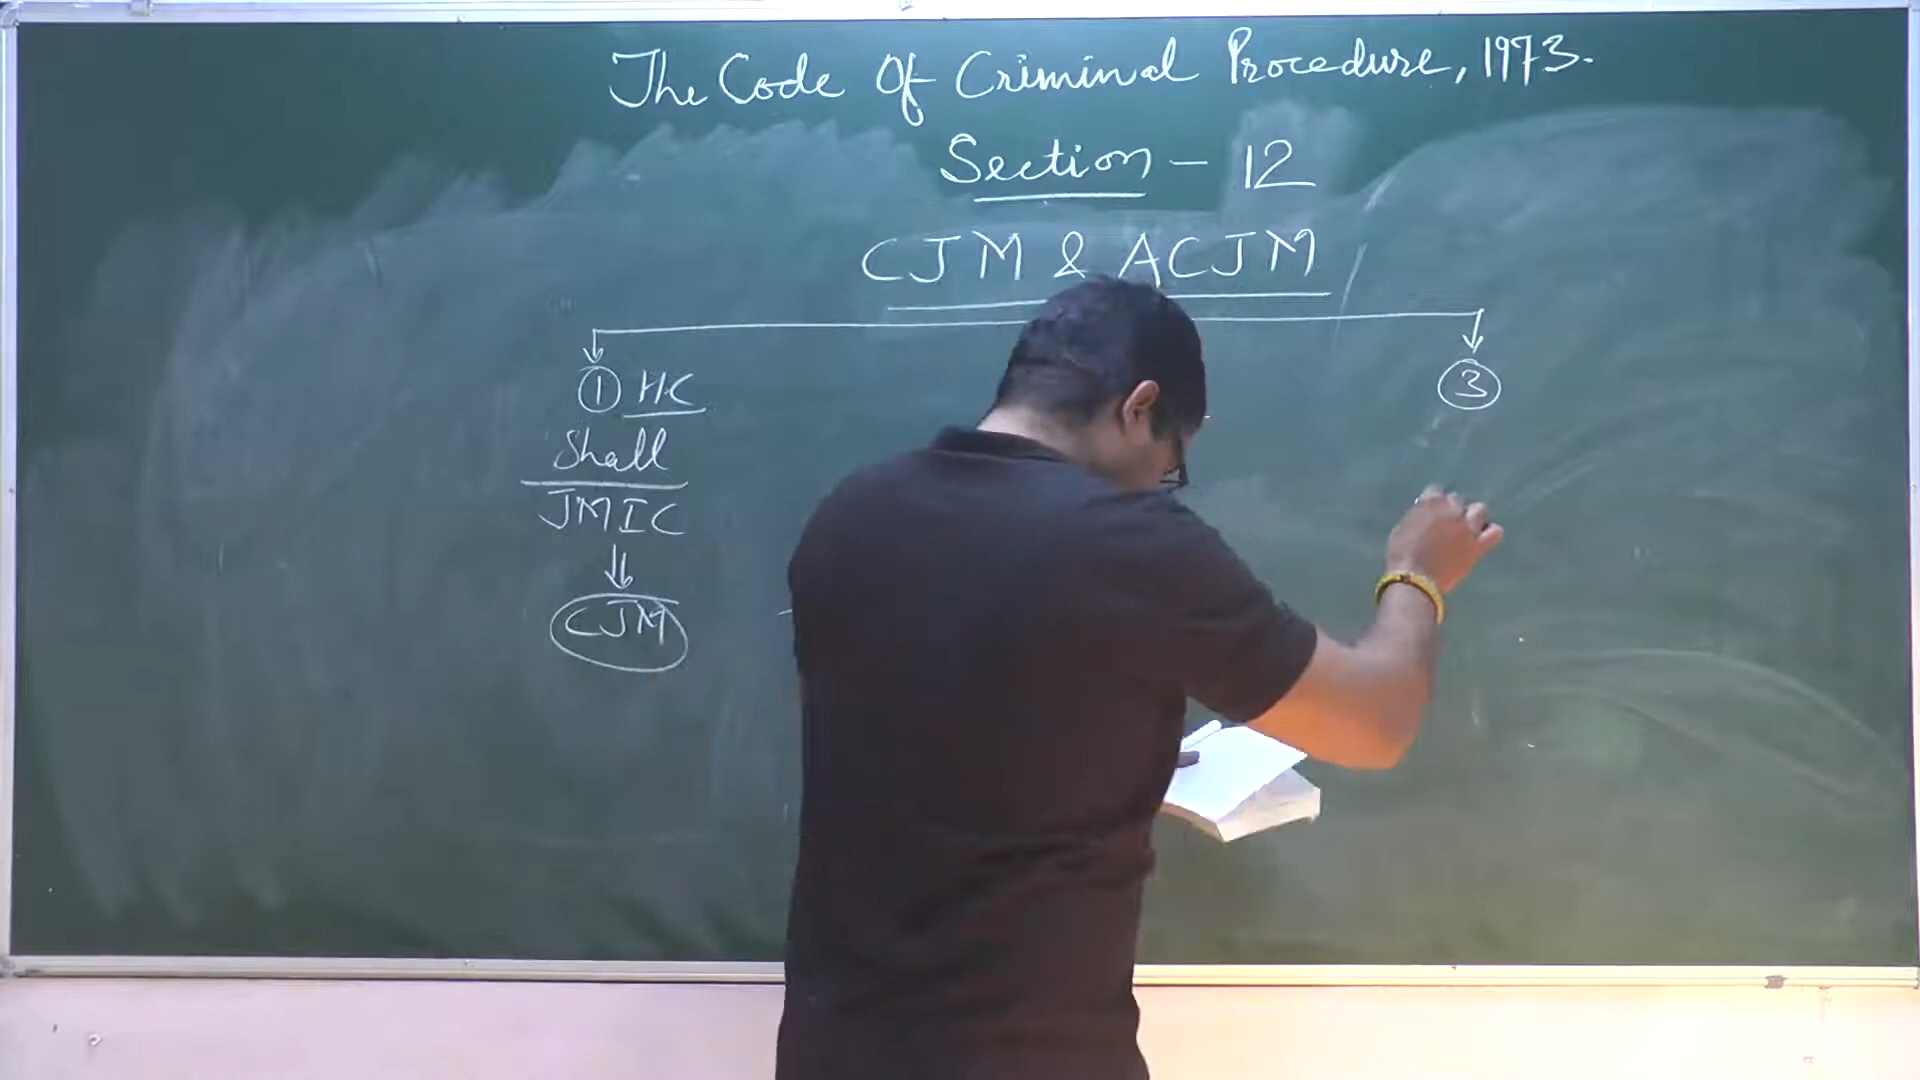 The Code Of Criminal Procedure, 1973.
Section - 12
CJM & ACJM
① HC
Shall
JMIC
CJM
③